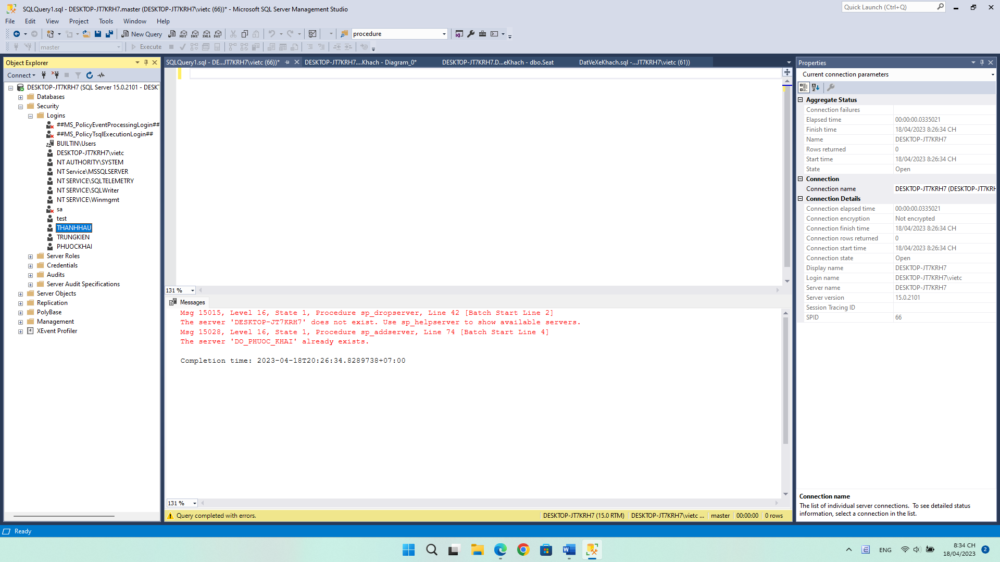 SQLQuery1.sql - DESKTOP-JT7KRH7.master (DESKTOP-JT7KRH7\vietc (66))* - Microsoft SQL Server Management Studio
Quick Launch (Ctrl+Q)
File Edit View Project Tools Window Help
New Query MDX DMX XMLA DAX procedure
master Execute
Object Explorer
Connect
DESKTOP-JT7KRH7 (SQL Server 15.0.2101 - DESKT
Databases
Security
Logins
##MS_PolicyEventProcessingLogin##
##MS_PolicyTsqlExecutionLogin##
BUILTIN\Users
DESKTOP-JT7KRH7\vietc
NT AUTHORITY\SYSTEM
NT Service\MSSQLSERVER
NT SERVICE\SQLTELEMETRY
NT SERVICE\SQLWriter
NT SERVICE\Winmgmt
sa
test
THANHHAU
TRUNGKIEN
PHUOCKHAI
Server Roles
Credentials
Audits
Server Audit Specifications
Server Objects
Replication
PolyBase
Management
XEvent Profiler
SQLQuery1.sql - DE...JT7KRH7\vietc (66))* DESKTOP-JT7KRH7....Khach - Diagram_0* DESKTOP-JT7KRH7.D...eKhach - dbo.Seat DatVeXeKhach.sql -...JT7KRH7\vietc (61))
131 %
Messages
Msg 15015, Level 16, State 1, Procedure sp_dropserver, Line 42 [Batch Start Line 2]
The server 'DESKTOP-JT7KRH7' does not exist. Use sp_helpserver to show available servers.
Msg 15028, Level 16, State 1, Procedure sp_addserver, Line 74 [Batch Start Line 4]
The server 'DO_PHUOC_KHAI' already exists.
Completion time: 2023-04-18T20:26:34.8289738+07:00
131 %
Query completed with errors. DESKTOP-JT7KRH7 (15.0 RTM) DESKTOP-JT7KRH7\vietc ... master 00:00:00 0 rows
Properties
Current connection parameters
Aggregate Status
Connection failures
Elapsed time 00:00:00.0335021
Finish time 18/04/2023 8:26:34 CH
Name DESKTOP-JT7KRH7
Rows returned 0
Start time 18/04/2023 8:26:34 CH
State Open
Connection
Connection name DESKTOP-JT7KRH7 (DESKTOP-JT7KRH
Connection Details
Connection elapsed time 00:00:00.0335021
Connection encryption Not encrypted
Connection finish time 18/04/2023 8:26:34 CH
Connection rows returned 0
Connection start time 18/04/2023 8:26:34 CH
Connection state Open
Display name DESKTOP-JT7KRH7
Login name DESKTOP-JT7KRH7\vietc
Server name DESKTOP-JT7KRH7
Server version 15.0.2101
Session Tracing ID
SPID 66
Connection name
The list of individual server connections. To see detailed status
information, select a connection in the list.
Ready
ENG
8:34 CH
18/04/2023
2